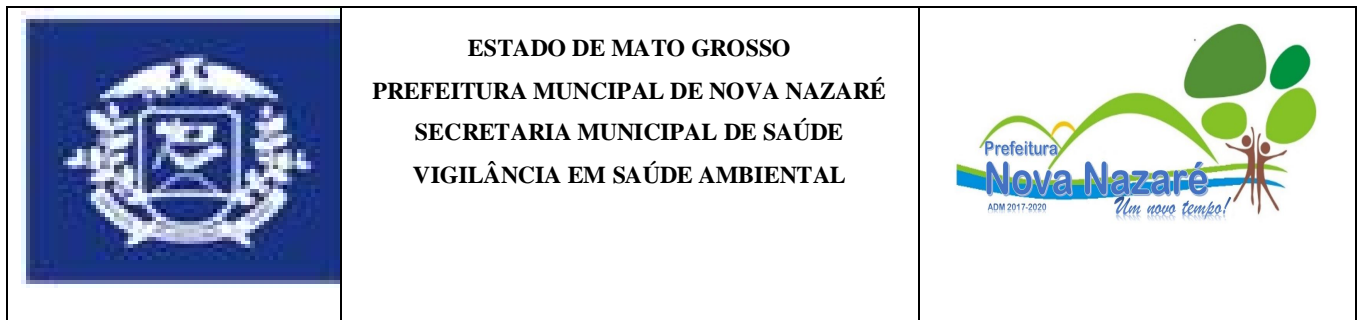 ESTADO DE MATO GROSSO
PREFEITURA MUNCIPAL DE NOVA NAZARÉ
SECRETARIA MUNICIPAL DE SAÚDE
VIGILÂNCIA EM SAÚDE AMBIENTAL
Prefeitura
Nova Nazaré
ADM 2017-2020
Um novo tempo!